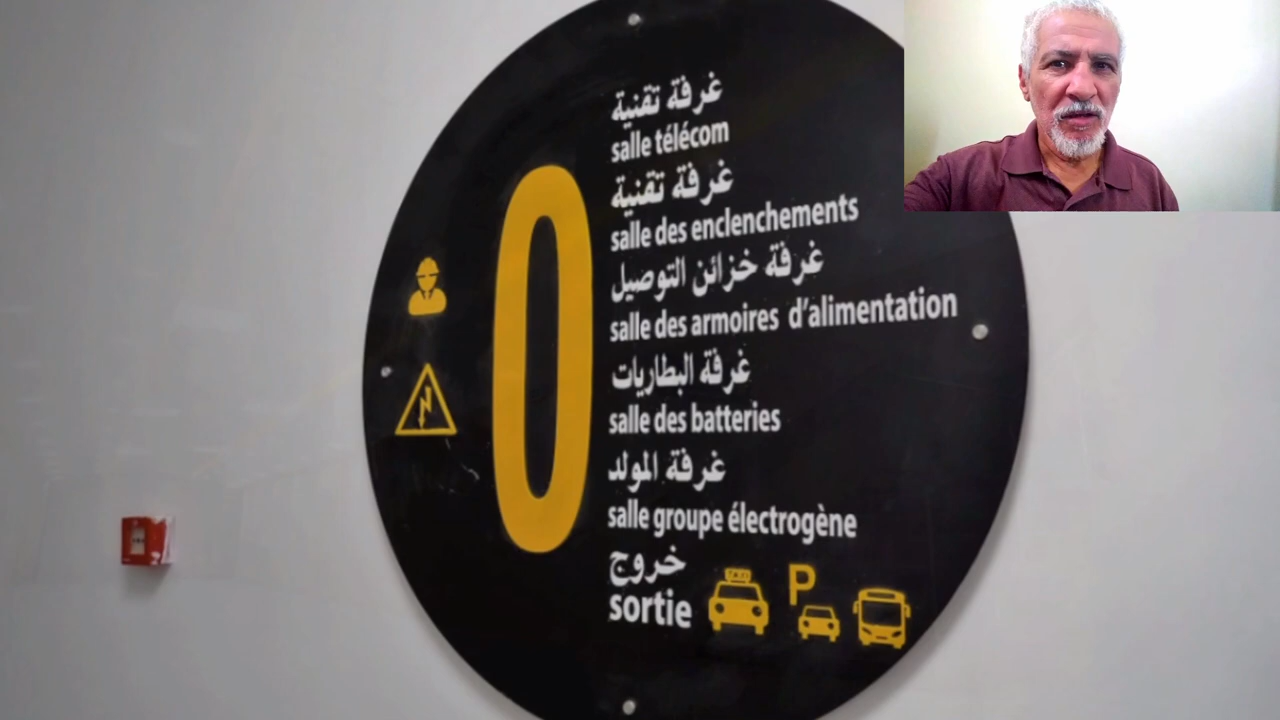 0
غرفة تقنية
salle télécom
غرفة تقنية
salle des enclenchements
غرفة خزائن التوصيل
salle des armoires d'alimentation
غرفة البطاريات
salle des batteries
غرفة المولد
salle groupe électrogène
خروج
sortie
TAXI
P